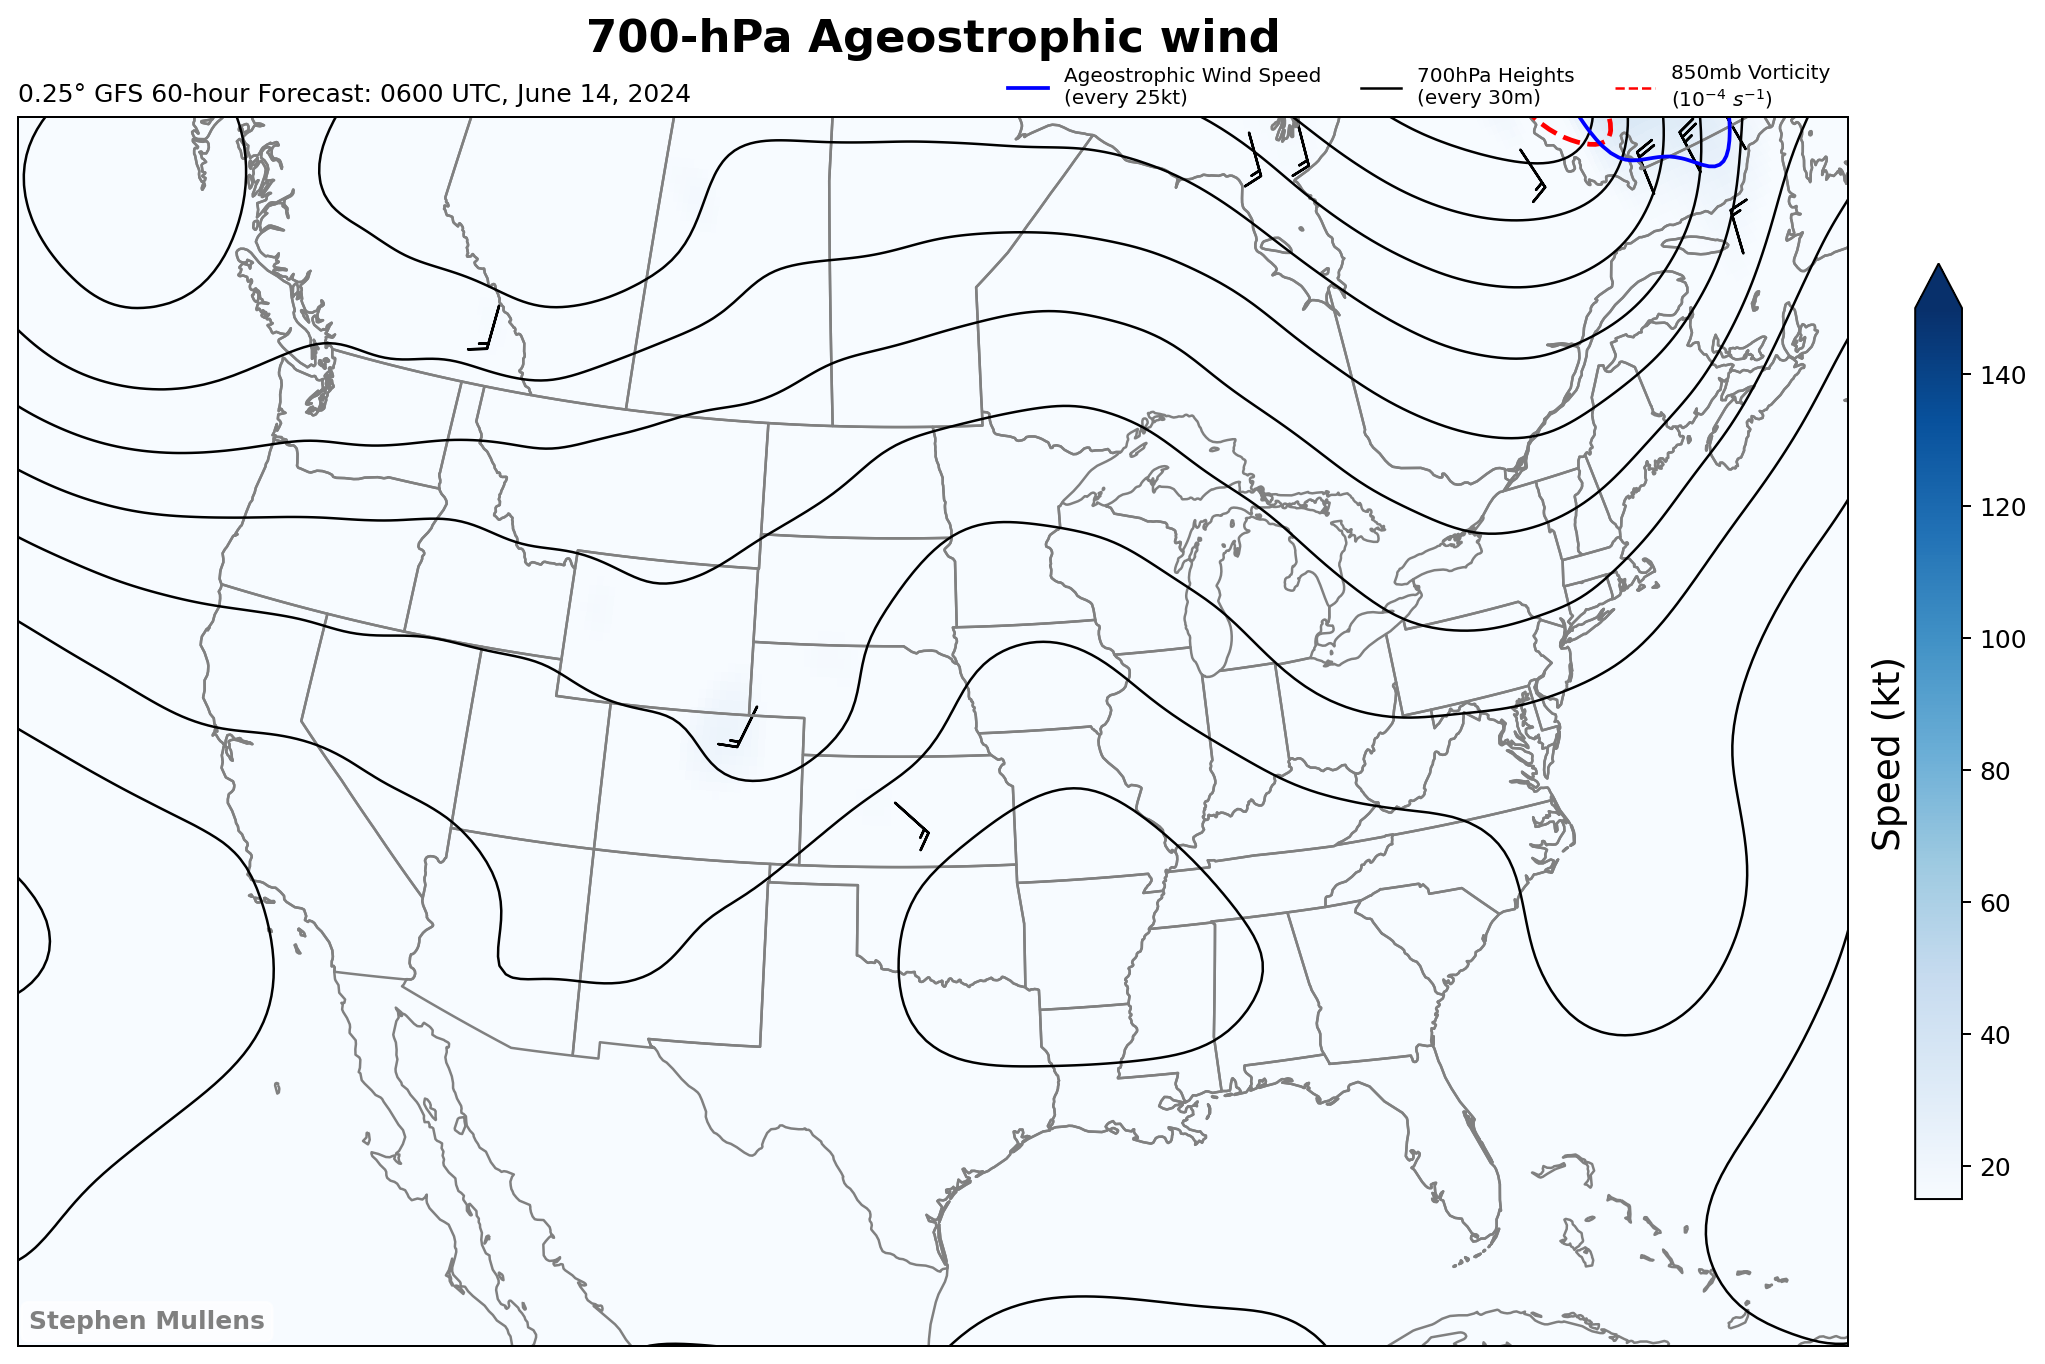 700-hPa Ageostrophic wind
0.25° GFS 60-hour Forecast: 0600 UTC, June 14, 2024
Ageostrophic Wind Speed
(every 25kt)
700hPa Heights
(every 30m)
850mb Vorticity
(10⁻⁴ s⁻¹)
140
120
100
80
60
40
20
Speed (kt)
Stephen Mullens